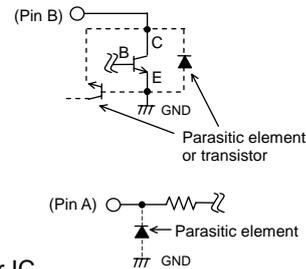 (Pin B)
C
B
E
GND
Parasitic element
or transistor
(Pin A)
Parasitic element
GND
IC